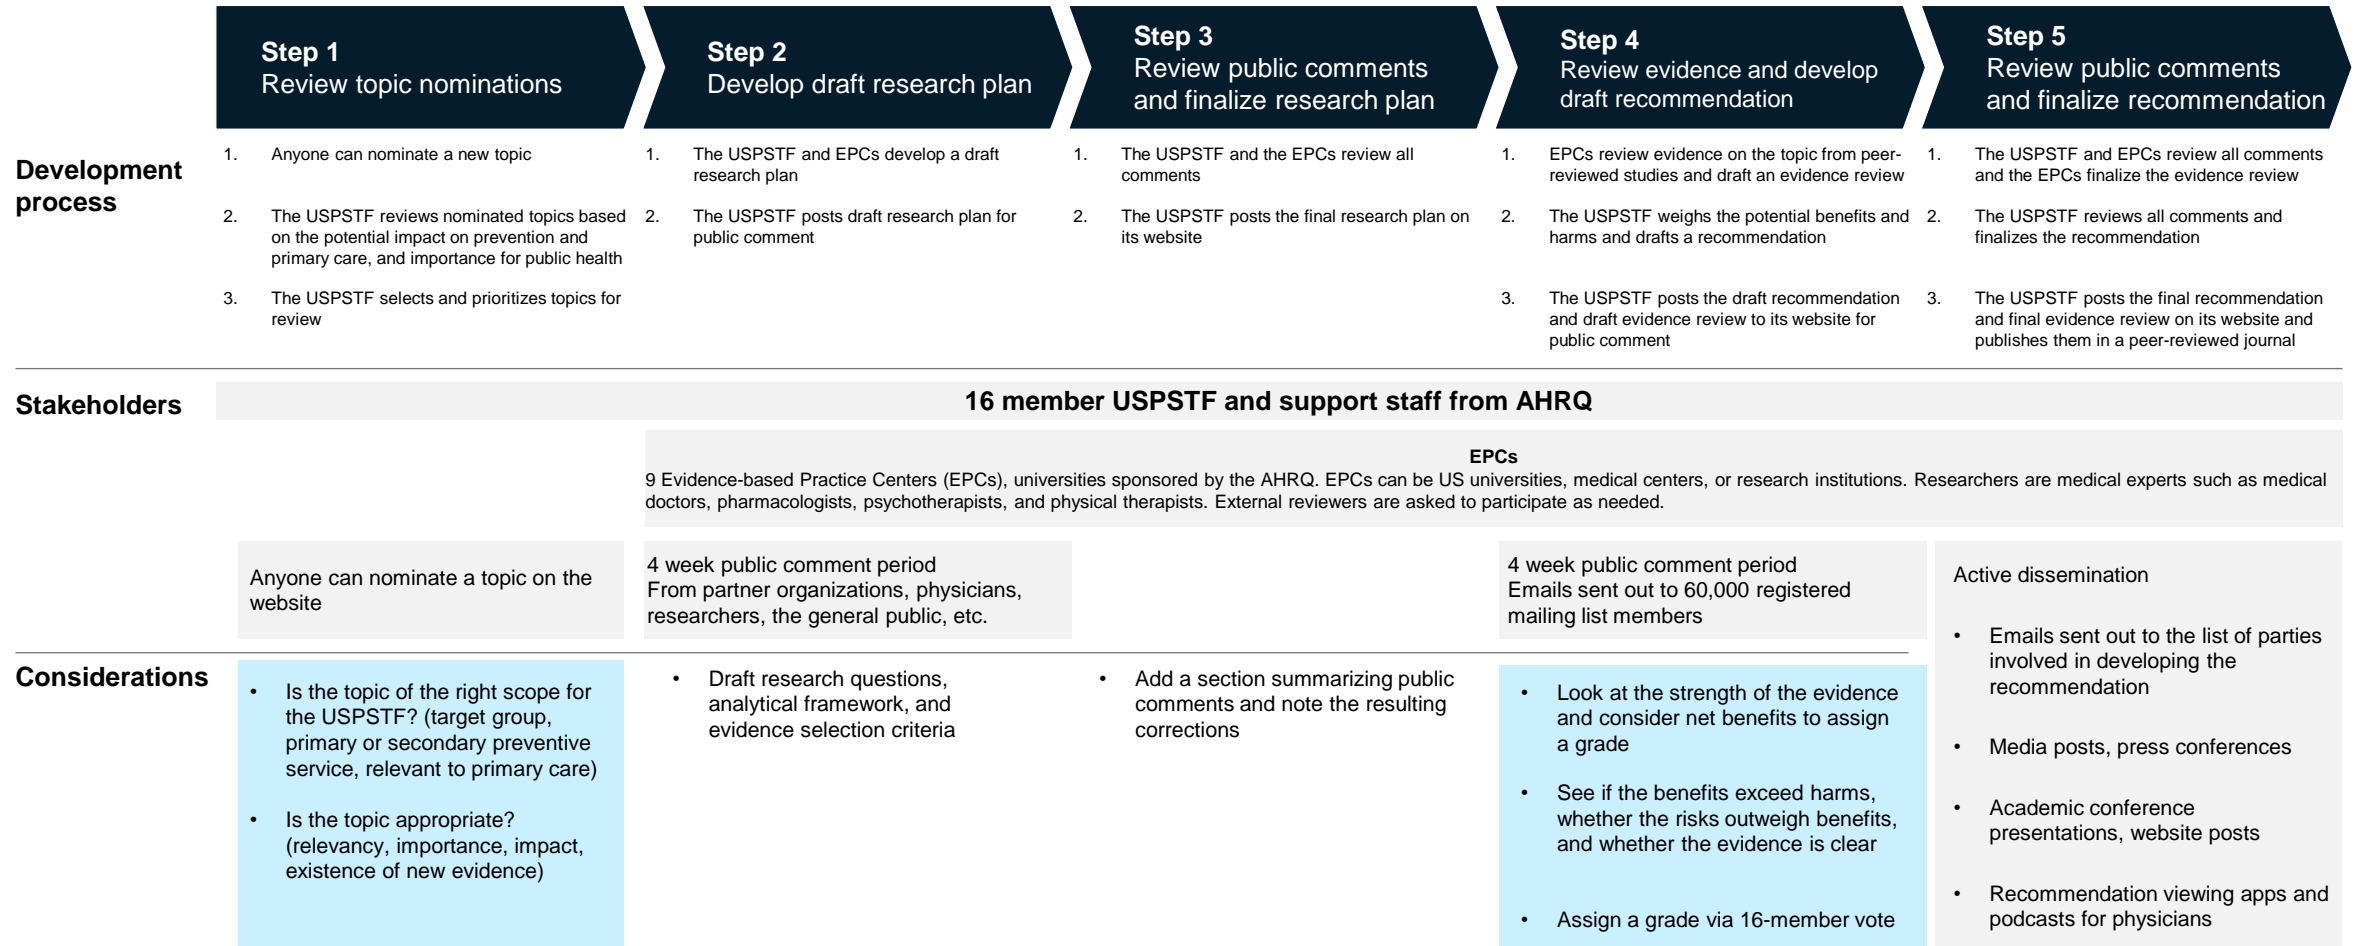 Step 1
Review topic nominations
Step 2
Develop draft research plan
Step 3
Review public comments
and finalize research plan
Step 4
Review evidence and develop
draft recommendation
Step 5
Review public comments
and finalize recommendation
Development
process
1. Anyone can nominate a new topic
2. The USPSTF reviews nominated topics based
on the potential impact on prevention and
primary care, and importance for public health
3. The USPSTF selects and prioritizes topics for
review
1. The USPSTF and EPCs develop a draft
research plan
2. The USPSTF posts draft research plan for
public comment
1. The USPSTF and the EPCs review all
comments
2. The USPSTF posts the final research plan on
its website
1. EPCs review evidence on the topic from peer-
reviewed studies and draft an evidence review
2. The USPSTF weighs the potential benefits and
harms and drafts a recommendation
3. The USPSTF posts the draft recommendation
and draft evidence review to its website for
public comment
1. The USPSTF and EPCs review all comments
and the EPCs finalize the evidence review
2. The USPSTF reviews all comments and
finalizes the recommendation
3. The USPSTF posts the final recommendation
and final evidence review on its website and
publishes them in a peer-reviewed journal
Stakeholders
16 member USPSTF and support staff from AHRQ
EPCs
9 Evidence-based Practice Centers (EPCs), universities sponsored by the AHRQ. EPCs can be US universities, medical centers, or research institutions. Researchers are medical experts such as medical
doctors, pharmacologists, psychotherapists, and physical therapists. External reviewers are asked to participate as needed.
Anyone can nominate a topic on the
website
4 week public comment period
From partner organizations, physicians,
researchers, the general public, etc.
4 week public comment period
Emails sent out to 60,000 registered
mailing list members
Active dissemination
• Emails sent out to the list of parties
involved in developing the
recommendation
• Media posts, press conferences
• Academic conference
presentations, website posts
• Recommendation viewing apps and
podcasts for physicians
Considerations
• Is the topic of the right scope for
the USPSTF? (target group,
primary or secondary preventive
service, relevant to primary care)
• Is the topic appropriate?
(relevancy, importance, impact,
existence of new evidence)
• Draft research questions,
analytical framework, and
evidence selection criteria
• Add a section summarizing public
comments and note the resulting
corrections
• Look at the strength of the evidence
and consider net benefits to assign
a grade
• See if the benefits exceed harms,
whether the risks outweigh benefits,
and whether the evidence is clear
• Assign a grade via 16-member vote